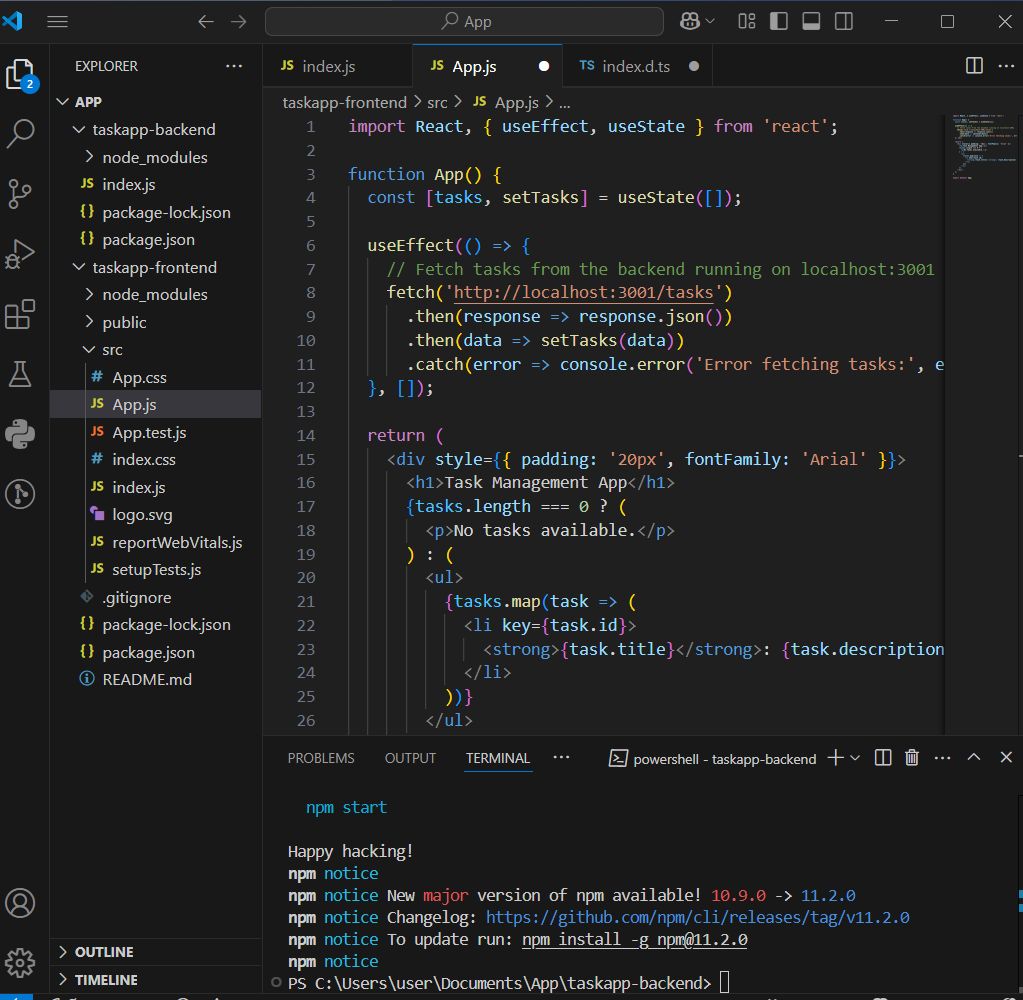 App
EXPLORER
index.js
App.js
index.d.ts
2
APP
taskapp-backend
node_modules
index.js
package-lock.json
package.json
taskapp-frontend
node_modules
public
src
App.css
App.js
App.test.js
index.css
index.js
logo.svg
reportWebVitals.js
setupTests.js
.gitignore
package-lock.json
package.json
README.md
OUTLINE
TIMELINE
taskapp-frontend > src > JS App.js > ...
1 import React, { useEffect, useState } from 'react';
2
3 function App() {
4 const [tasks, setTasks] = useState([]);
5
6 useEffect(() => {
7 // Fetch tasks from the backend running on localhost:3001
8 fetch('http://localhost:3001/tasks')
9 .then(response => response.json())
10 .then(data => setTasks(data))
11 .catch(error => console.error('Error fetching tasks:', e
12 }, []);
13
14 return (
15 <div style={{ padding: '20px', fontFamily: 'Arial' }}>
16 <h1>Task Management App</h1>
17 {tasks.length === 0 ? (
18 <p>No tasks available.</p>
19 ) : (
20 <ul>
21 {tasks.map(task => (
22 <li key={task.id}>
23 <strong>{task.title}</strong>: {task.description
24 </li>
25 ))}
26 </ul>
PROBLEMS OUTPUT TERMINAL ··· powershell - taskapp-backend
npm start
Happy hacking!
npm notice
npm notice New major version of npm available! 10.9.0 -> 11.2.0
npm notice Changelog: https://github.com/npm/cli/releases/tag/v11.2.0
npm notice To update run: npm install -g npm@11.2.0
npm notice
PS C:\Users\user\Documents\App\taskapp-backend>